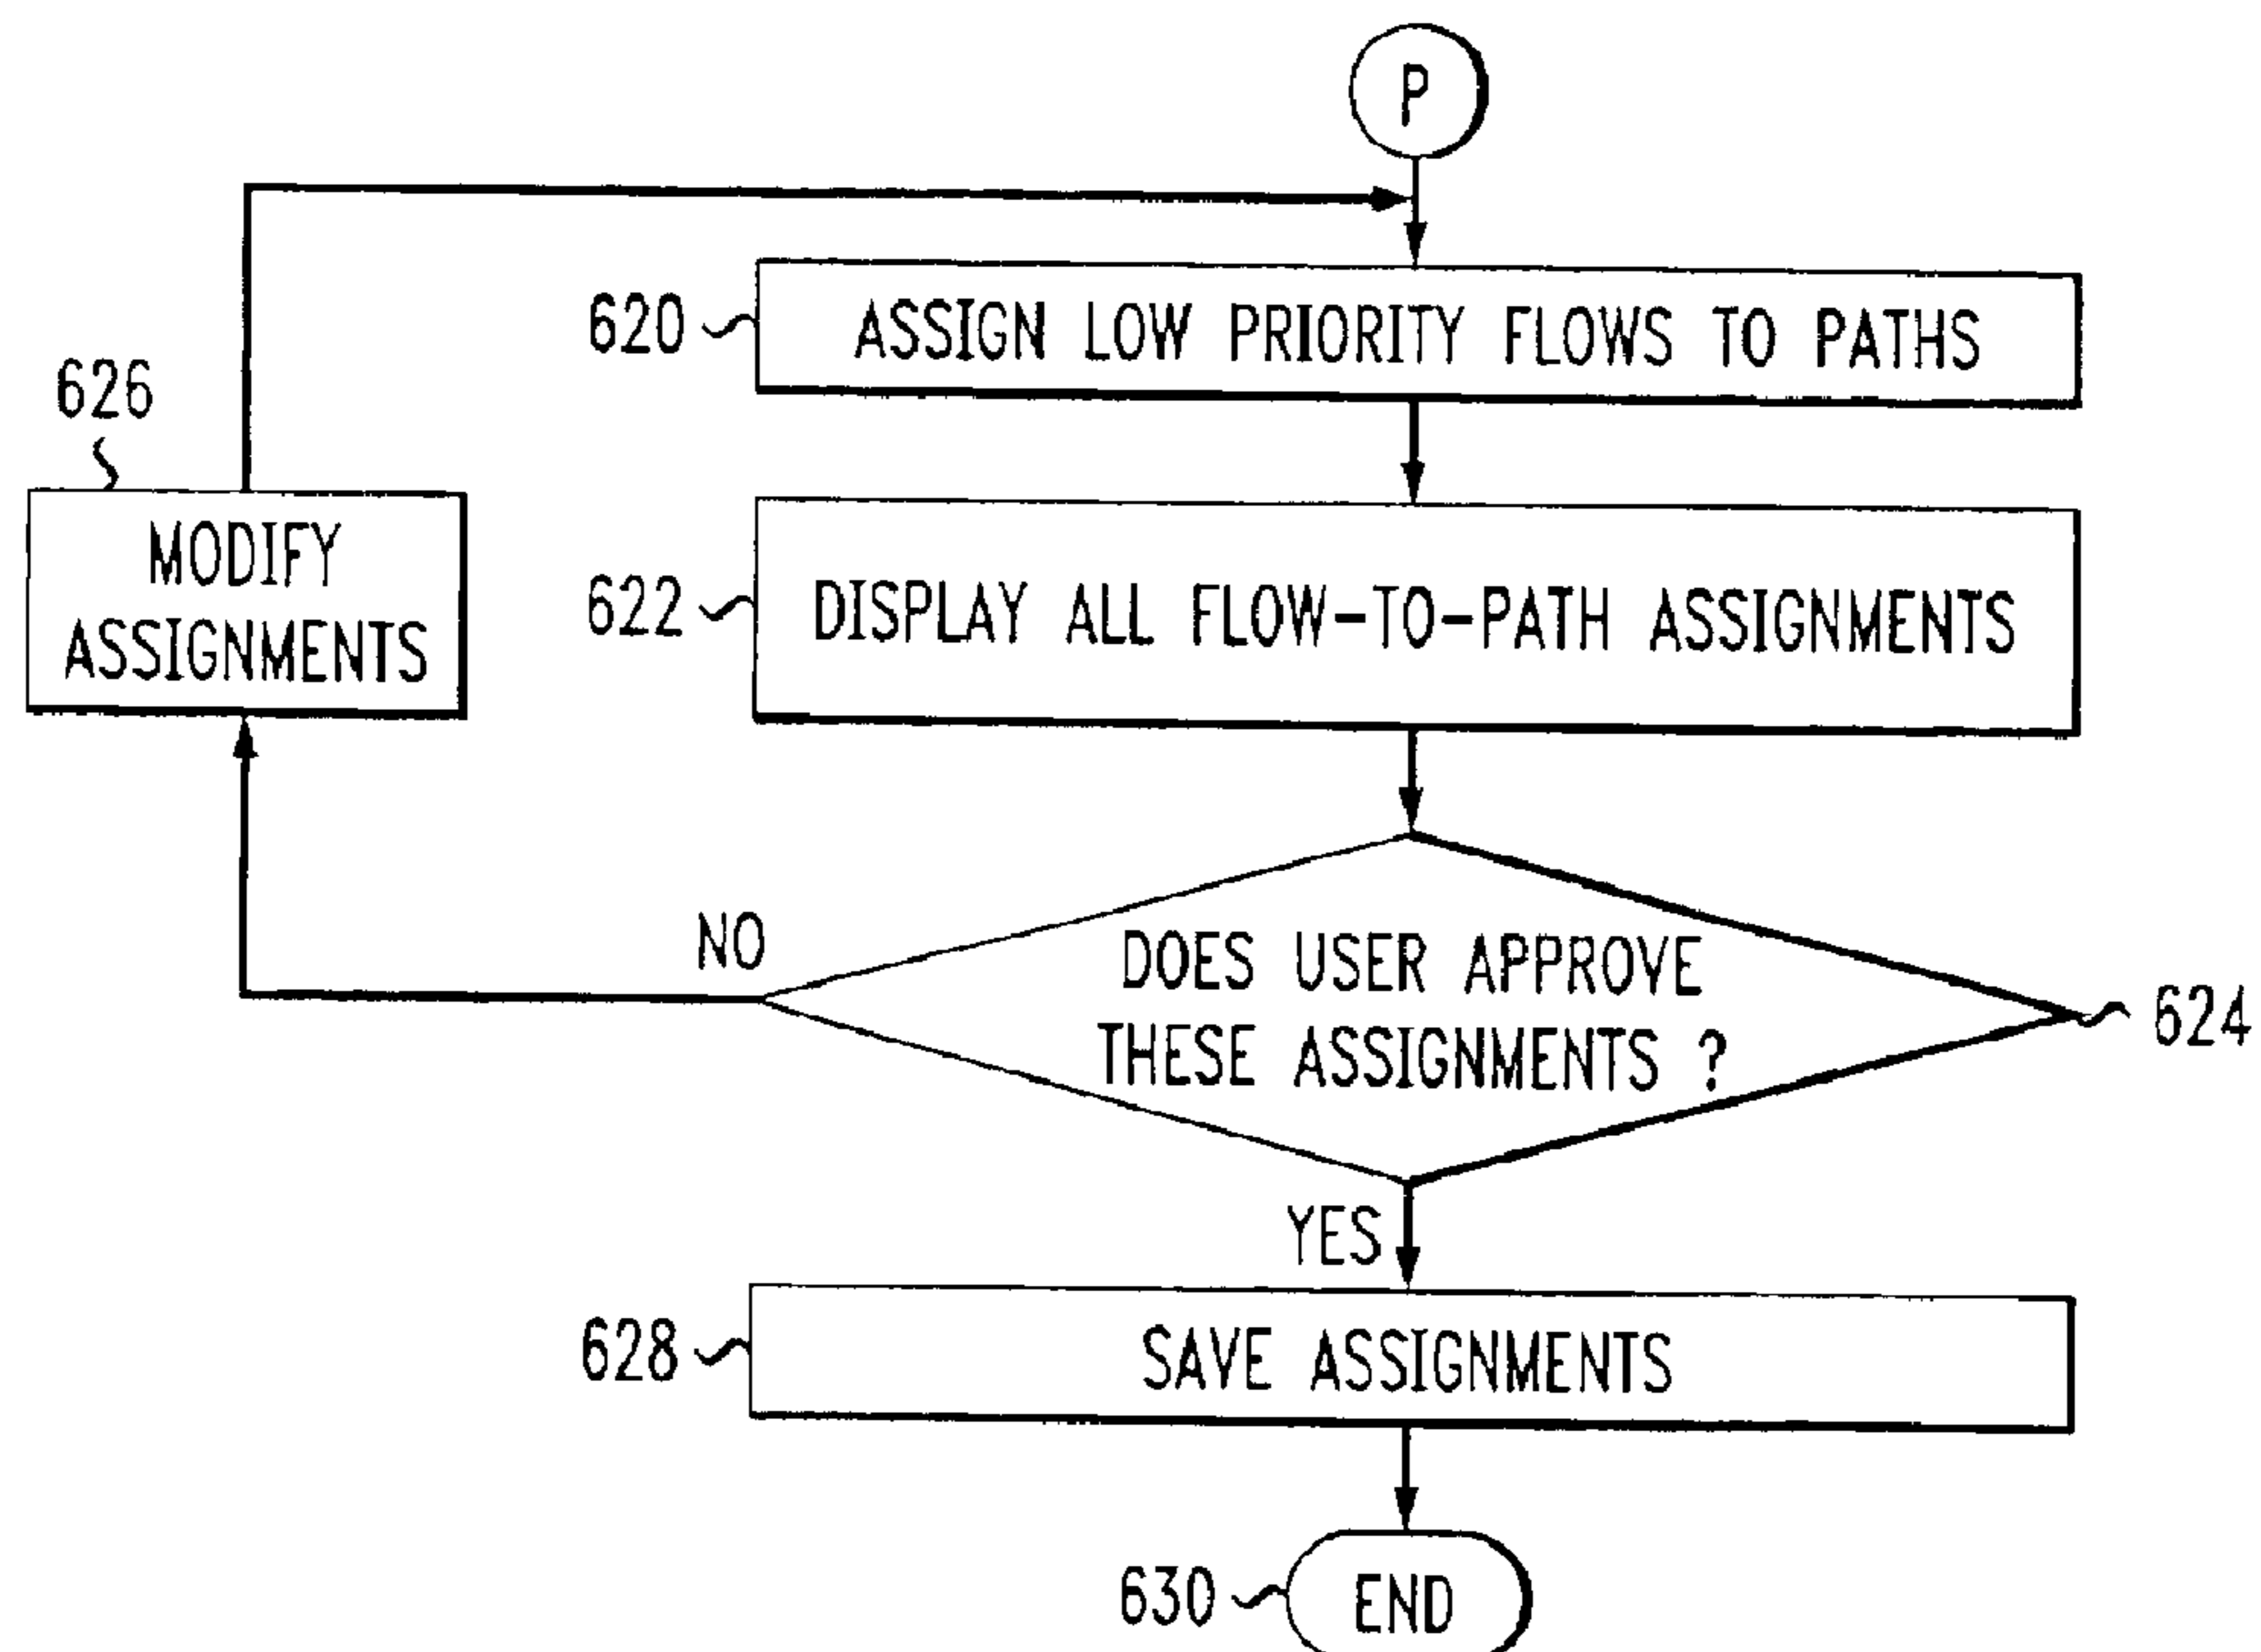 P
620
ASSIGN LOW PRIORITY FLOWS TO PATHS
626
MODIFY
ASSIGNMENTS
622
DISPLAY ALL FLOW-TO-PATH ASSIGNMENTS
NO
DOES USER APPROVE
THESE ASSIGNMENTS ?
624
YES
628
SAVE ASSIGNMENTS
630
END